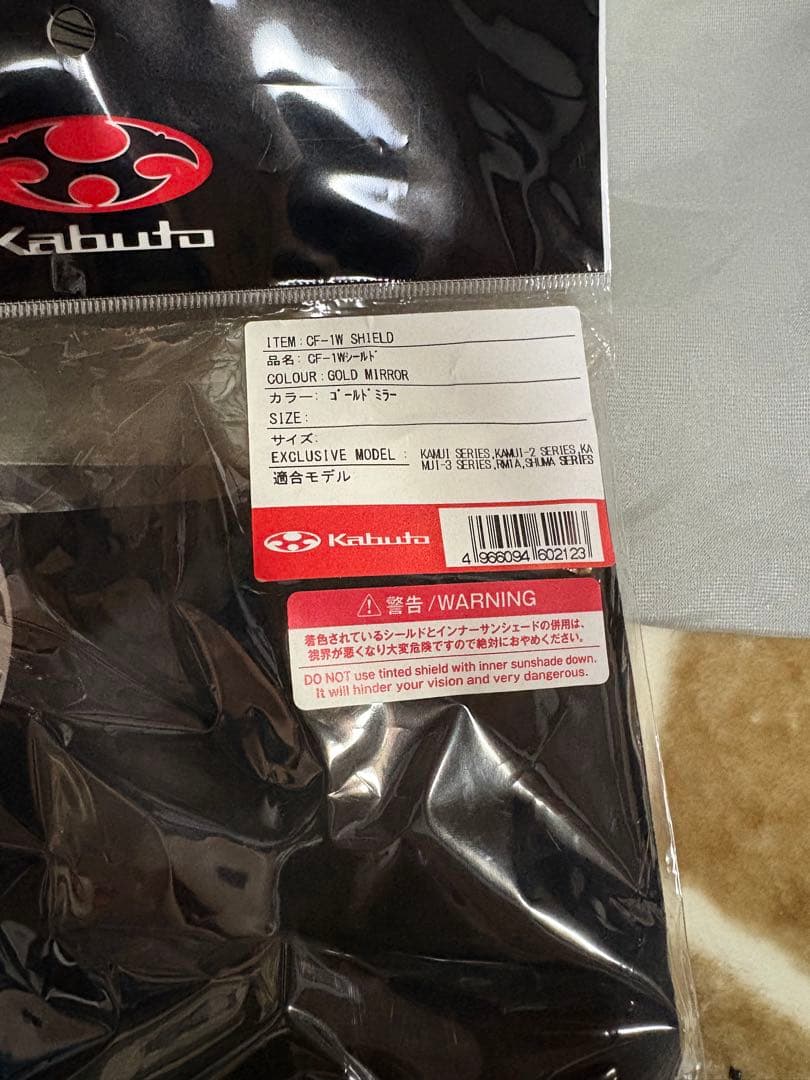 Kabuto
ITEM:CF-1W SHIELD
品名: CF-1Wｼｰﾙﾄﾞ
COLOUR:GOLD MIRROR
カラー: ｺﾞｰﾙﾄﾞﾐﾗｰ
SIZE:
サイズ:
EXCLUSIVE MODEL : KAMUI SERIES,KAMUI-2 SERIES,KA
適合モデル MUI-3 SERIES,RM1A,SHUMA SERIES
Kabuto
4 966094 602123
警告/WARNING
着色されているシールドとインナーサンシェードの併用は、
視界が悪くなり大変危険ですので絶対におやめください。
DO NOT use tinted shield with inner sunshade down.
It will hinder your vision and very dangerous.